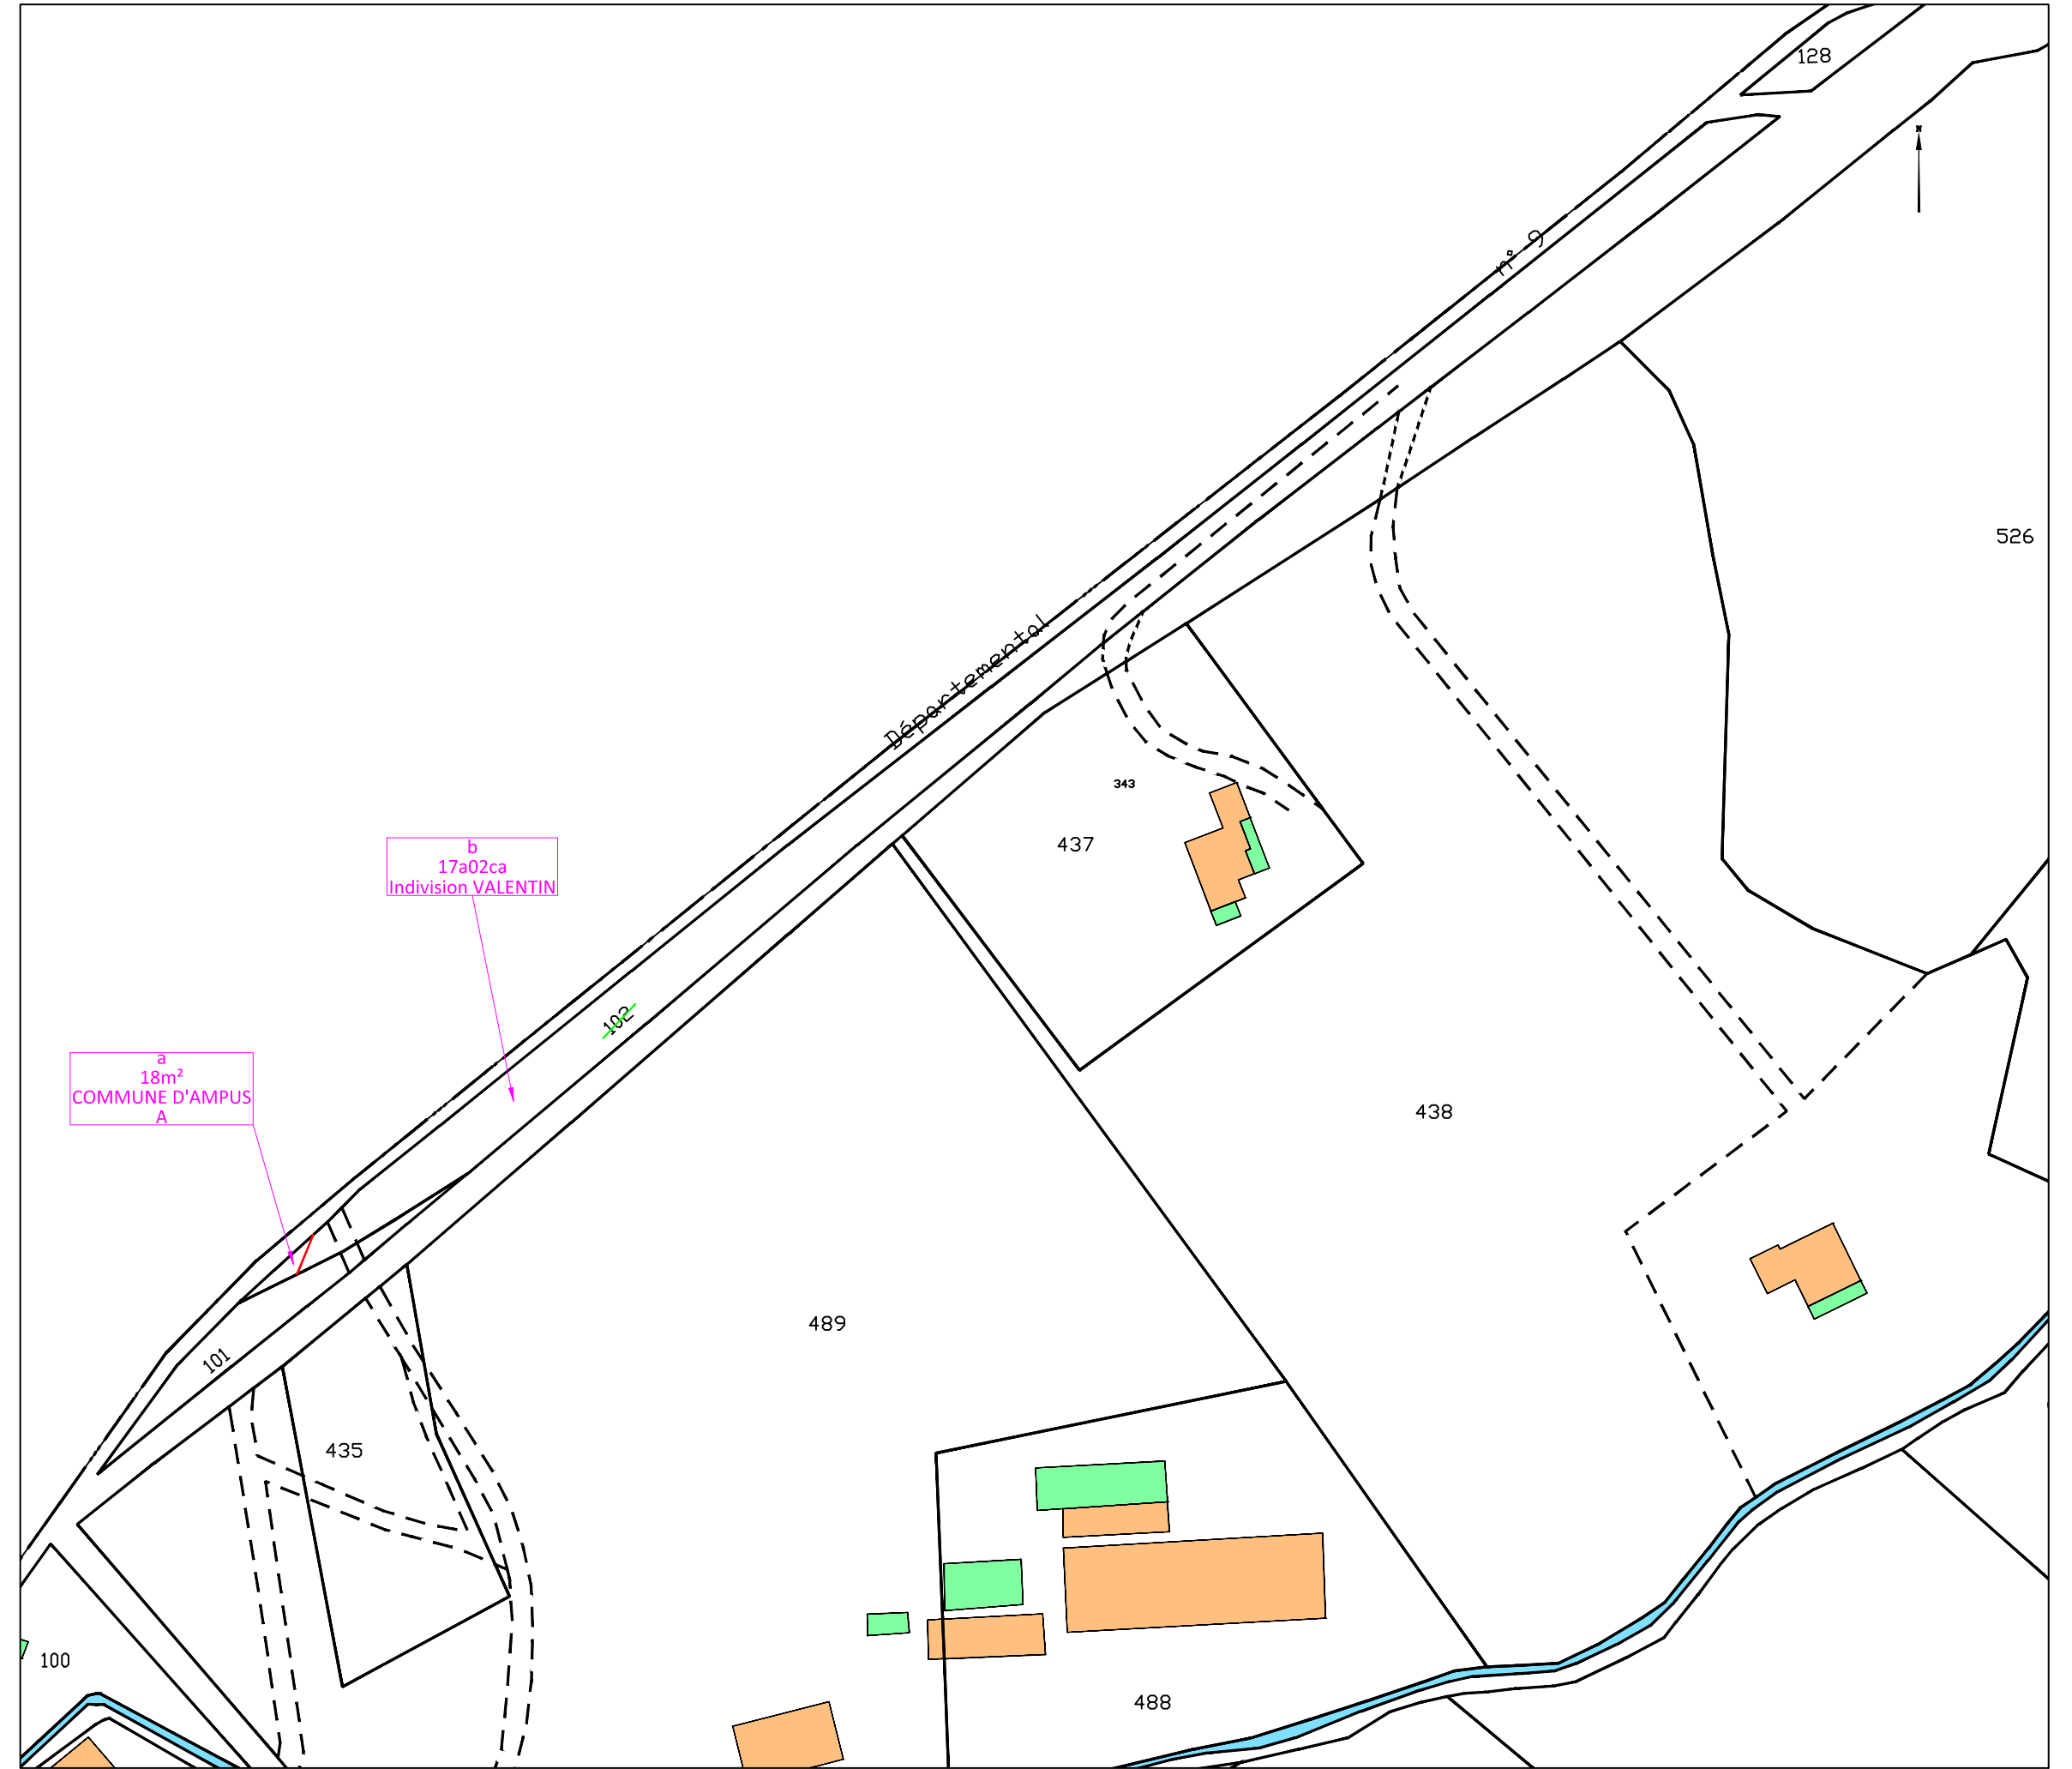 128
N
n° 9
526
Départemental
343
437
b
17a02ca
Indivision VALENTIN
102
a
18m²
COMMUNE D'AMPUS
A
438
489
101
435
100
488